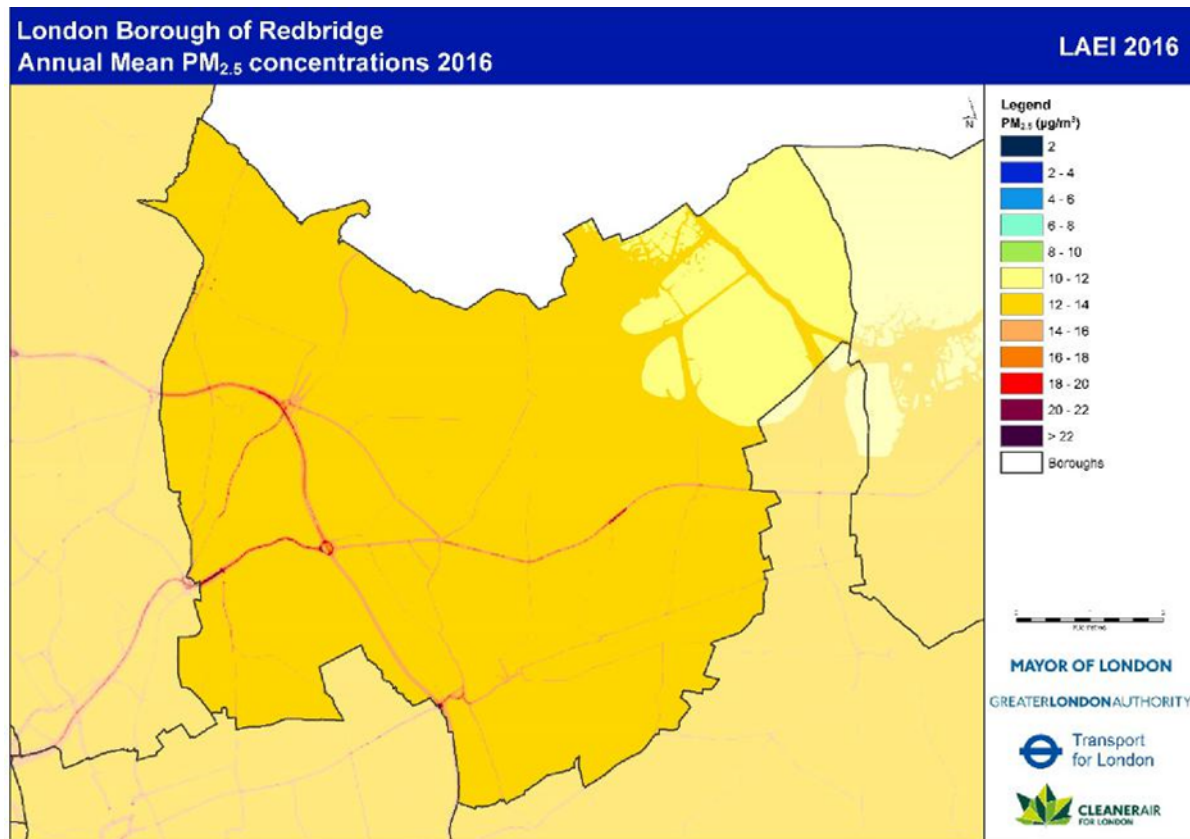 London Borough of Redbridge
Annual Mean PM2.5 concentrations 2016
LAEI 2016
N
Legend
PM2.5 (µg/m³)
2
2 - 4
4 - 6
6 - 8
8 - 10
10 - 12
12 - 14
14 - 16
16 - 18
18 - 20
20 - 22
> 22
Boroughs
MAYOR OF LONDON
GREATERLONDONAUTHORITY
Transport
for London
CLEANERAIR
FOR LONDON